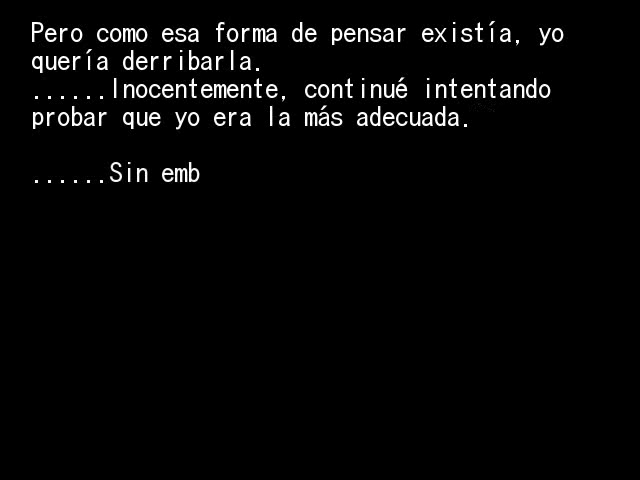 Pero como esa forma de pensar existía, yo
quería derribarla.
......Inocentemente, continué intentando
probar que yo era la más adecuada.
......Sin emb